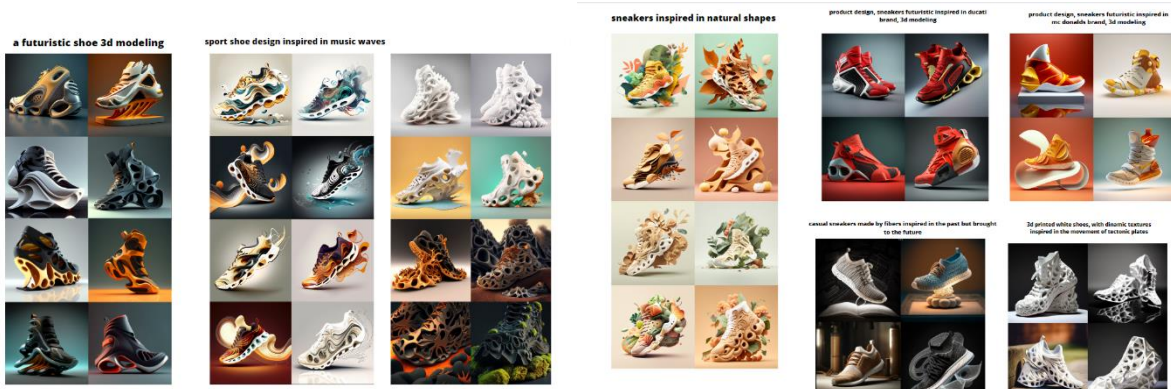 a futuristic shoe 3d modeling
sport shoe design inspired in music waves
sneakers inspired in natural shapes
product design, sneakers futuristic inspired in ducati
brand, 3d modeling
product design, sneakers futuristic inspired in
mc donalds brand, 3d modeling
casual sneakers made by fibers inspired in the past but brought
to the future
3d printed white shoes, with dinamic textures
inspired in the movement of tectonic plates